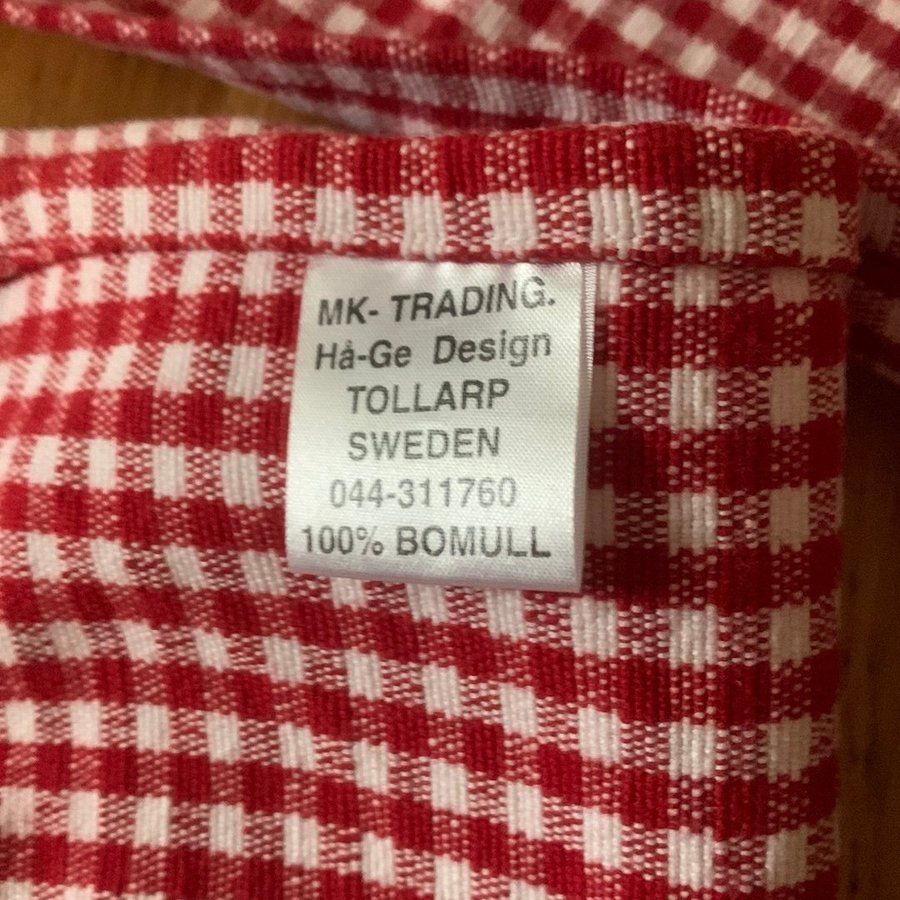 MK- TRADING.
Hå-Ge Design
TOLLARP
SWEDEN
044-311760
100% BOMULL